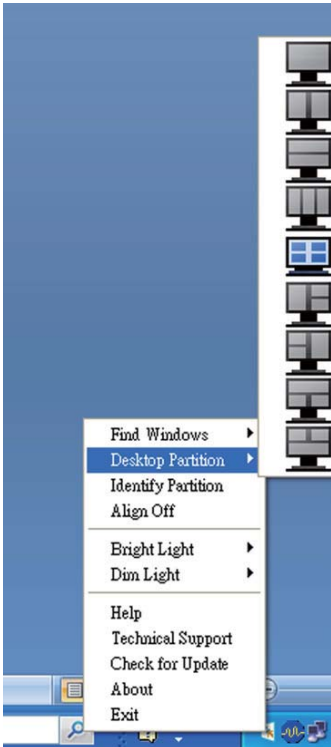 Find Windows
Desktop Partition
Identify Partition
Align Off
Bright Light
Dim Light
Help
Technical Support
Check for Update
About
Exit